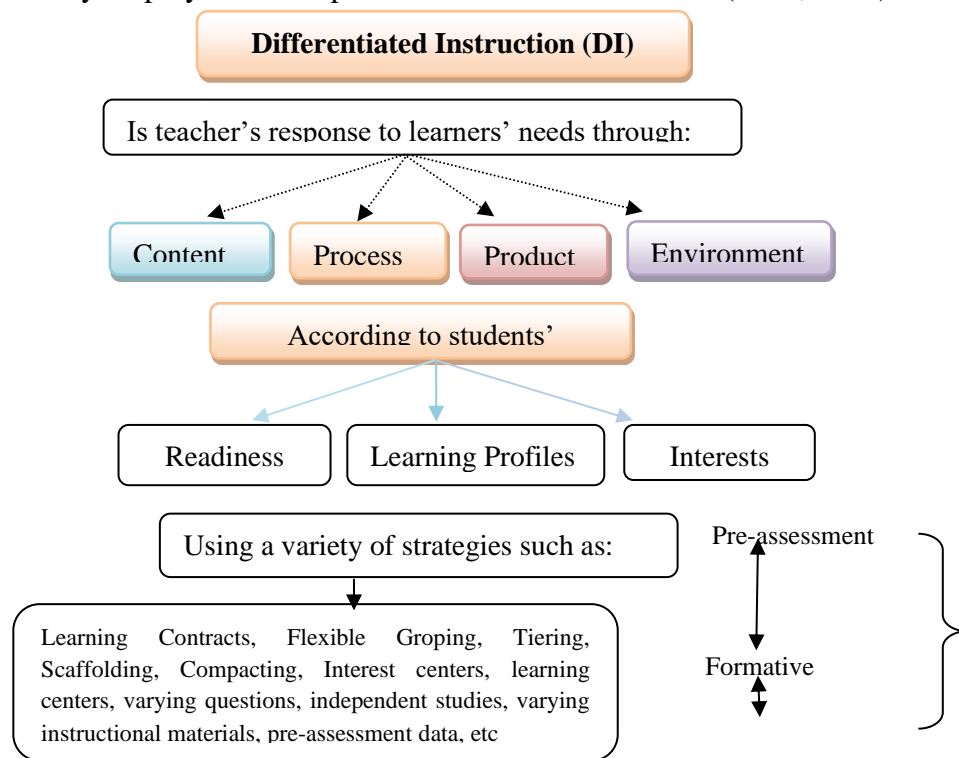 Differentiated Instruction (DI)
Is teacher’s response to learners’ needs through:
Content
Process
Product
Environment
According to students’
Readiness
Learning Profiles
Interests
Using a variety of strategies such as:
Pre-assessment
Learning Contracts, Flexible Groping, Tiering,
Scaffolding, Compacting, Interest centers, learning
centers, varying questions, independent studies, varying
instructional materials, pre-assessment data, etc
Formative